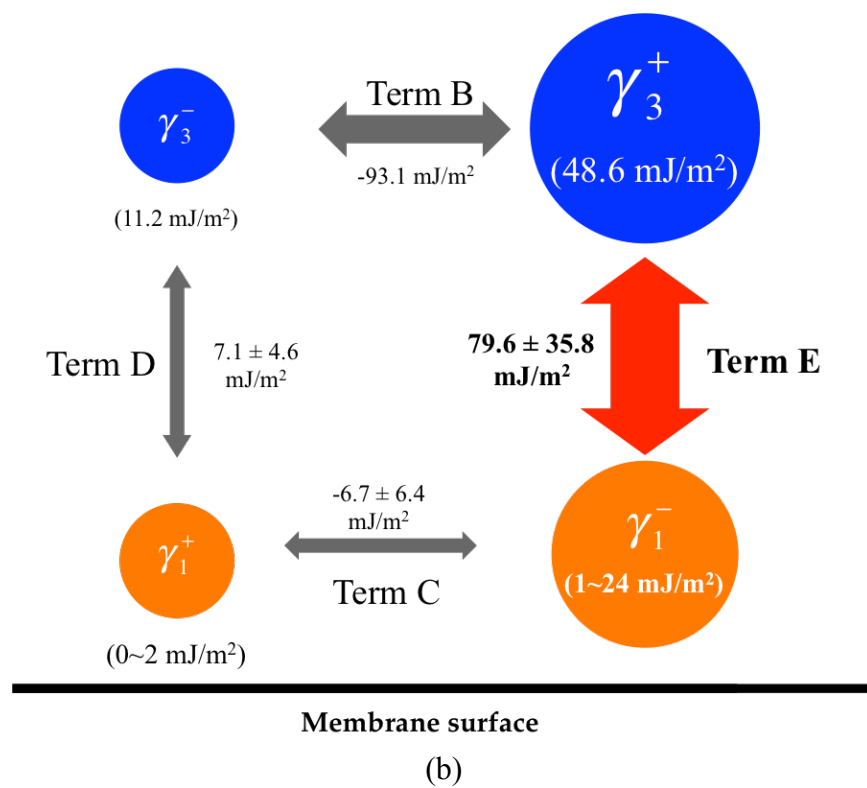 Term B
γ₃⁻
γ₃⁺
-93.1 mJ/m²
(48.6 mJ/m²)
(11.2 mJ/m²)
Term D
7.1 ± 4.6
mJ/m²
79.6 ± 35.8
mJ/m²
Term E
-6.7 ± 6.4
mJ/m²
γ₁⁺
γ₁⁻
(1~24 mJ/m²)
Term C
(0~2 mJ/m²)
Membrane surface
(b)